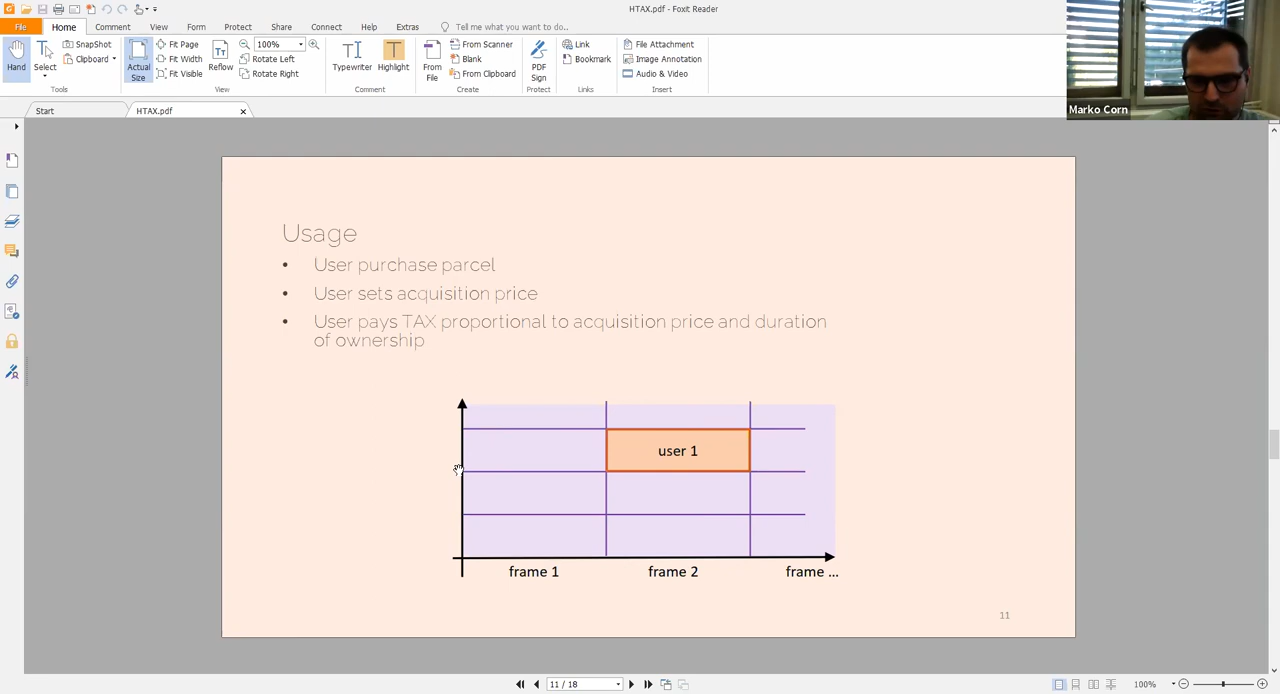 HTAX.pdf - Foxit Reader
File
Home
Comment
View
Form
Protect
Share
Connect
Help
Extras
Tell me what you want to do...
Hand
Select
SnapShot
Clipboard
Tools
Actual Size
Fit Page
Fit Width
Fit Visible
Reflow
100%
Rotate Left
Rotate Right
View
Typewriter
Highlight
Comment
From File
From Scanner
Blank
From Clipboard
Create
PDF Sign
Protect
Link
Bookmark
Links
File Attachment
Image Annotation
Audio & Video
Insert
Marko Corn
Start
HTAX.pdf
Usage
• User purchase parcel
• User sets acquisition price
• User pays TAX proportional to acquisition price and duration
of ownership
user 1
frame 1
frame 2
frame ...
11
11 / 18
100%